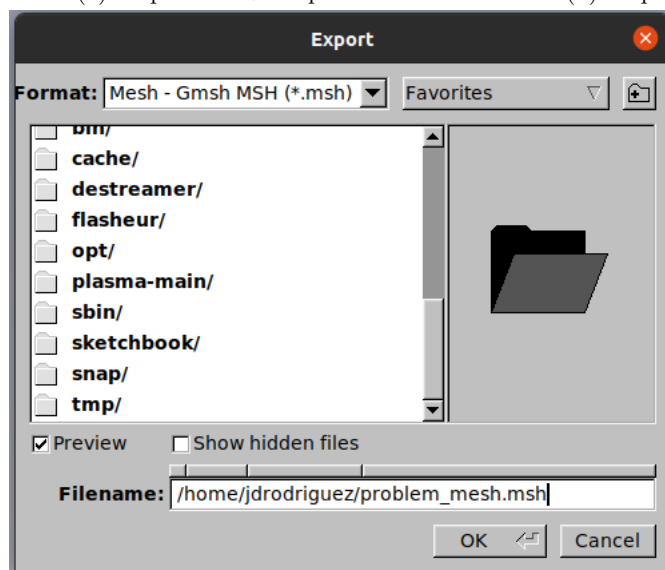 Export
Format: Mesh - Gmsh MSH (*.msh) Favorites
bin/
cache/
destreamer/
flasheur/
opt/
plasma-main/
sbin/
sketchbook/
snap/
tmp/
Preview Show hidden files
Filename: /home/jdrodriguez/problem_mesh.msh
OK Cancel